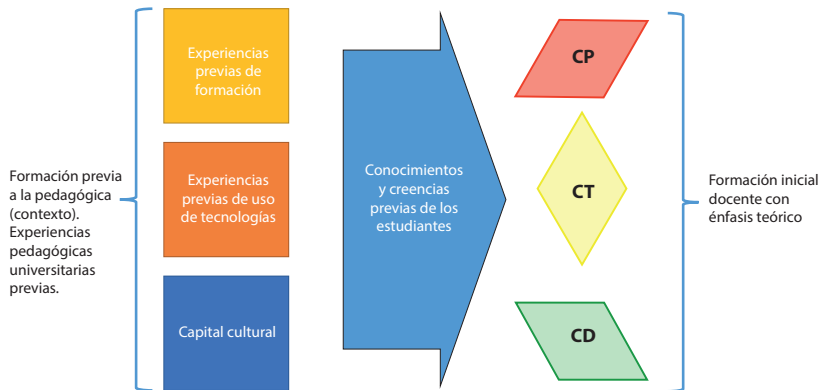 Formación previa
a la pedagógica
(contexto).
Experiencias
pedagógicas
universitarias
previas.
Experiencias
previas de
formación
Experiencias
previas de uso
de tecnologías
Capital cultural
Conocimientos
y creencias
previas de los
estudiantes
CP
CT
CD
Formación inicial
docente con
énfasis teórico